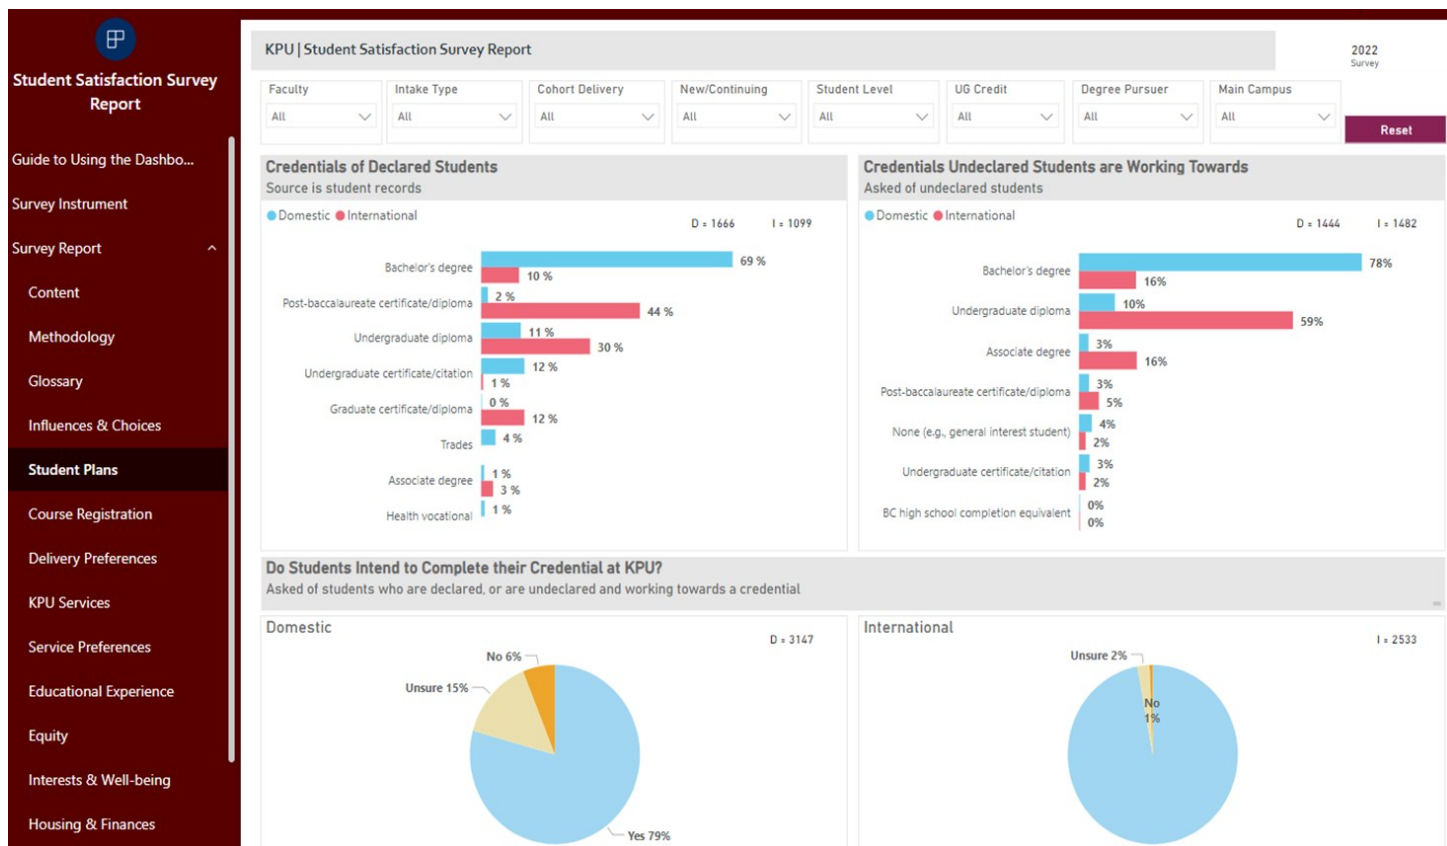 Student Satisfaction Survey
Report
Guide to Using the Dashbo...
Survey Instrument
Survey Report
Content
Methodology
Glossary
Influences & Choices
Student Plans
Course Registration
Delivery Preferences
KPU Services
Service Preferences
Educational Experience
Equity
Interests & Well-being
Housing & Finances
KPU | Student Satisfaction Survey Report
2022
Survey
Faculty
All
Intake Type
All
Cohort Delivery
All
New/Continuing
All
Student Level
All
UG Credit
All
Degree Pursuer
All
Main Campus
All
Reset
Credentials of Declared Students
Source is student records
Domestic International
D = 1666 I = 1099
Bachelor's degree 69 %
10 %
Post-baccalaureate certificate/diploma 2 %
44 %
Undergraduate diploma 11 %
30 %
Undergraduate certificate/citation 12 %
1 %
Graduate certificate/diploma 0 %
12 %
Trades 4 %
Associate degree 1 %
3 %
Health vocational 1 %
Credentials Undeclared Students are Working Towards
Asked of undeclared students
Domestic International
D = 1444 I = 1482
Bachelor's degree 78%
16%
Undergraduate diploma 10%
59%
Associate degree 3%
16%
Post-baccalaureate certificate/diploma 3%
5%
None (e.g., general interest student) 4%
2%
Undergraduate certificate/citation 3%
2%
BC high school completion equivalent 0%
0%
Do Students Intend to Complete their Credential at KPU?
Asked of students who are declared, or are undeclared and working towards a credential
Domestic
D = 3147
No 6%
Unsure 15%
Yes 79%
International
I = 2533
Unsure 2%
No
1%